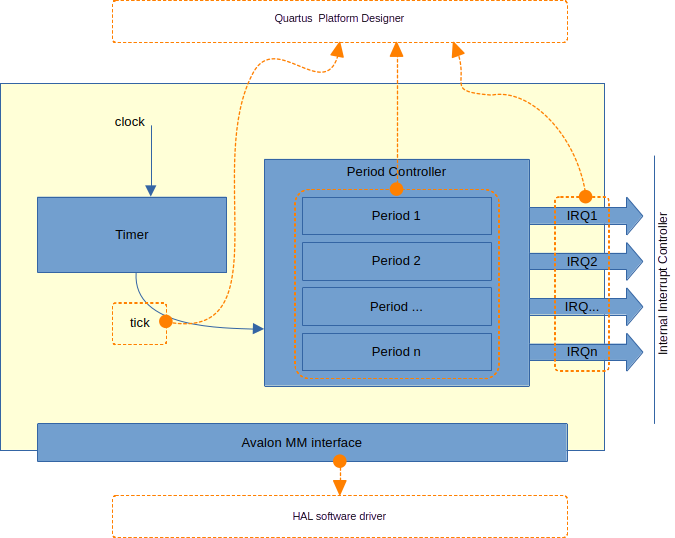 Quartus  Platform Designer
clock
Period Controller
Timer
Period 1
Period 2
Period ...
Period n
tick
IRQ1
IRQ2
IRQ...
IRQn
Internal Interrupt Controller
Avalon MM interface
HAL software driver